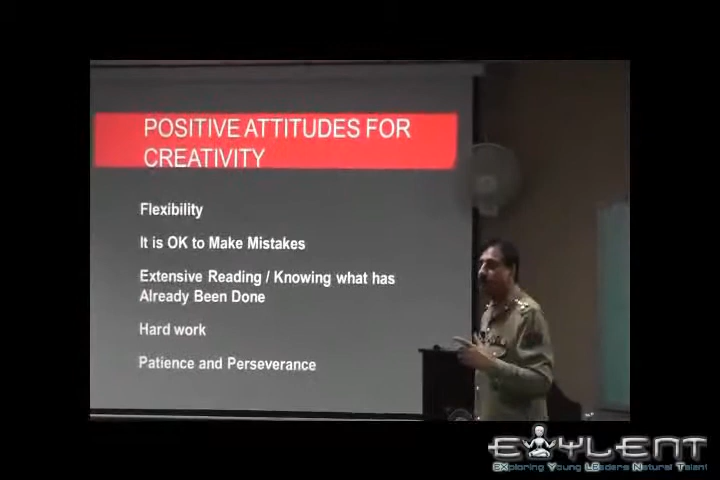 POSITIVE ATTITUDES FOR
CREATIVITY
Flexibility
It is OK to Make Mistakes
Extensive Reading / Knowing what has
Already Been Done
Hard work
Patience and Perseverance
EXYLENT
EXploring Young LEaders Natural Talent